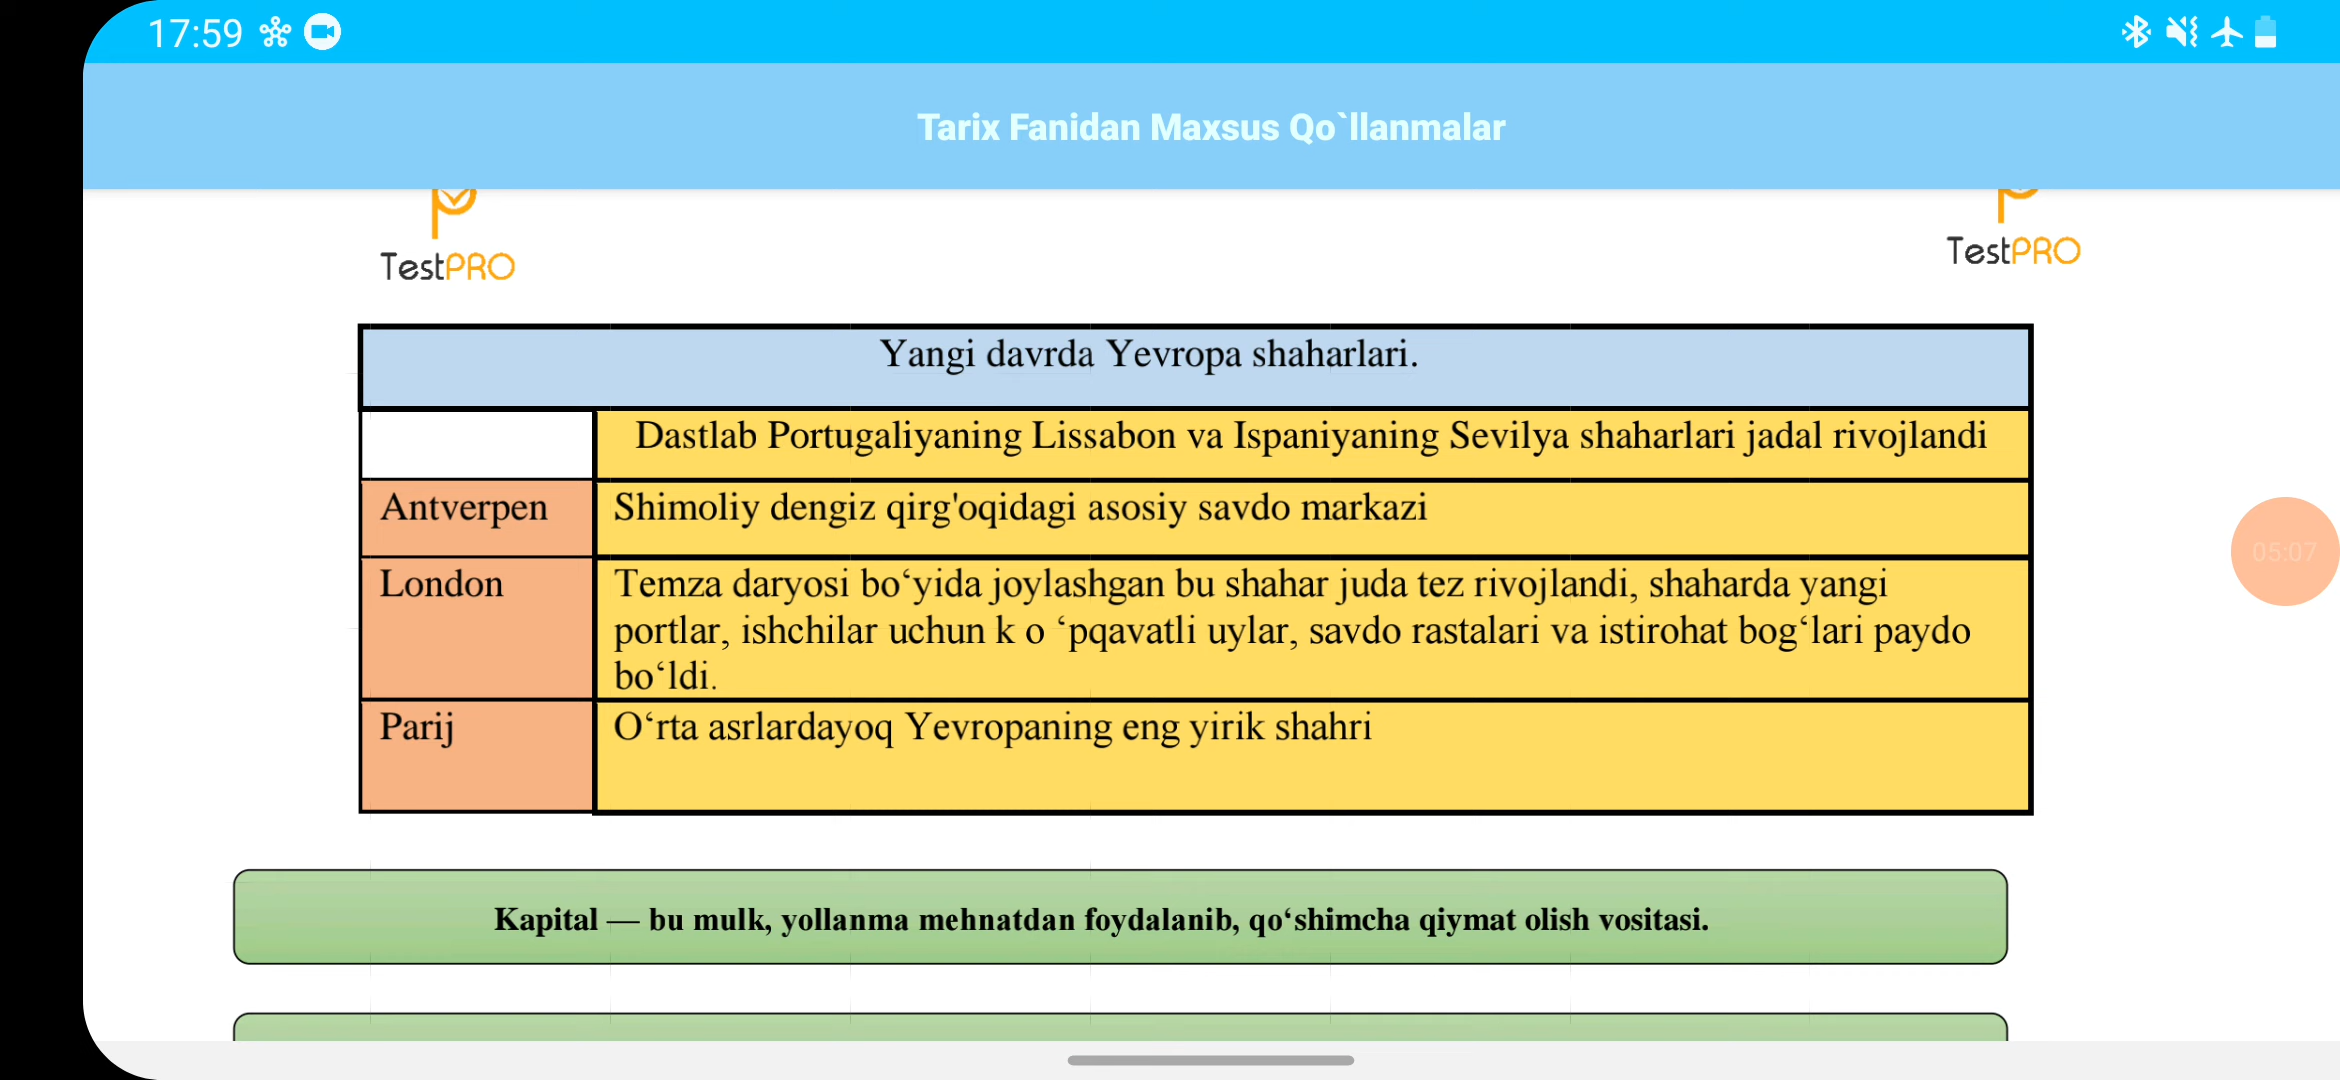 17:59
Tarix Fanidan Maxsus Qo`llanmalar
TestPRO
TestPRO
Yangi davrda Yevropa shaharlari.
Dastlab Portugaliyaning Lissabon va Ispaniyaning Sevilya shaharlari jadal rivojlandi
Antverpen
Shimoliy dengiz qirg'oqidagi asosiy savdo markazi
London
Temza daryosi bo‘yida joylashgan bu shahar juda tez rivojlandi, shaharda yangi
portlar, ishchilar uchun k o ‘pqavatli uylar, savdo rastalari va istirohat bog‘lari paydo
bo‘ldi.
Parij
O‘rta asrlardayoq Yevropaning eng yirik shahri
05:07
Kapital — bu mulk, yollanma mehnatdan foydalanib, qo‘shimcha qiymat olish vositasi.